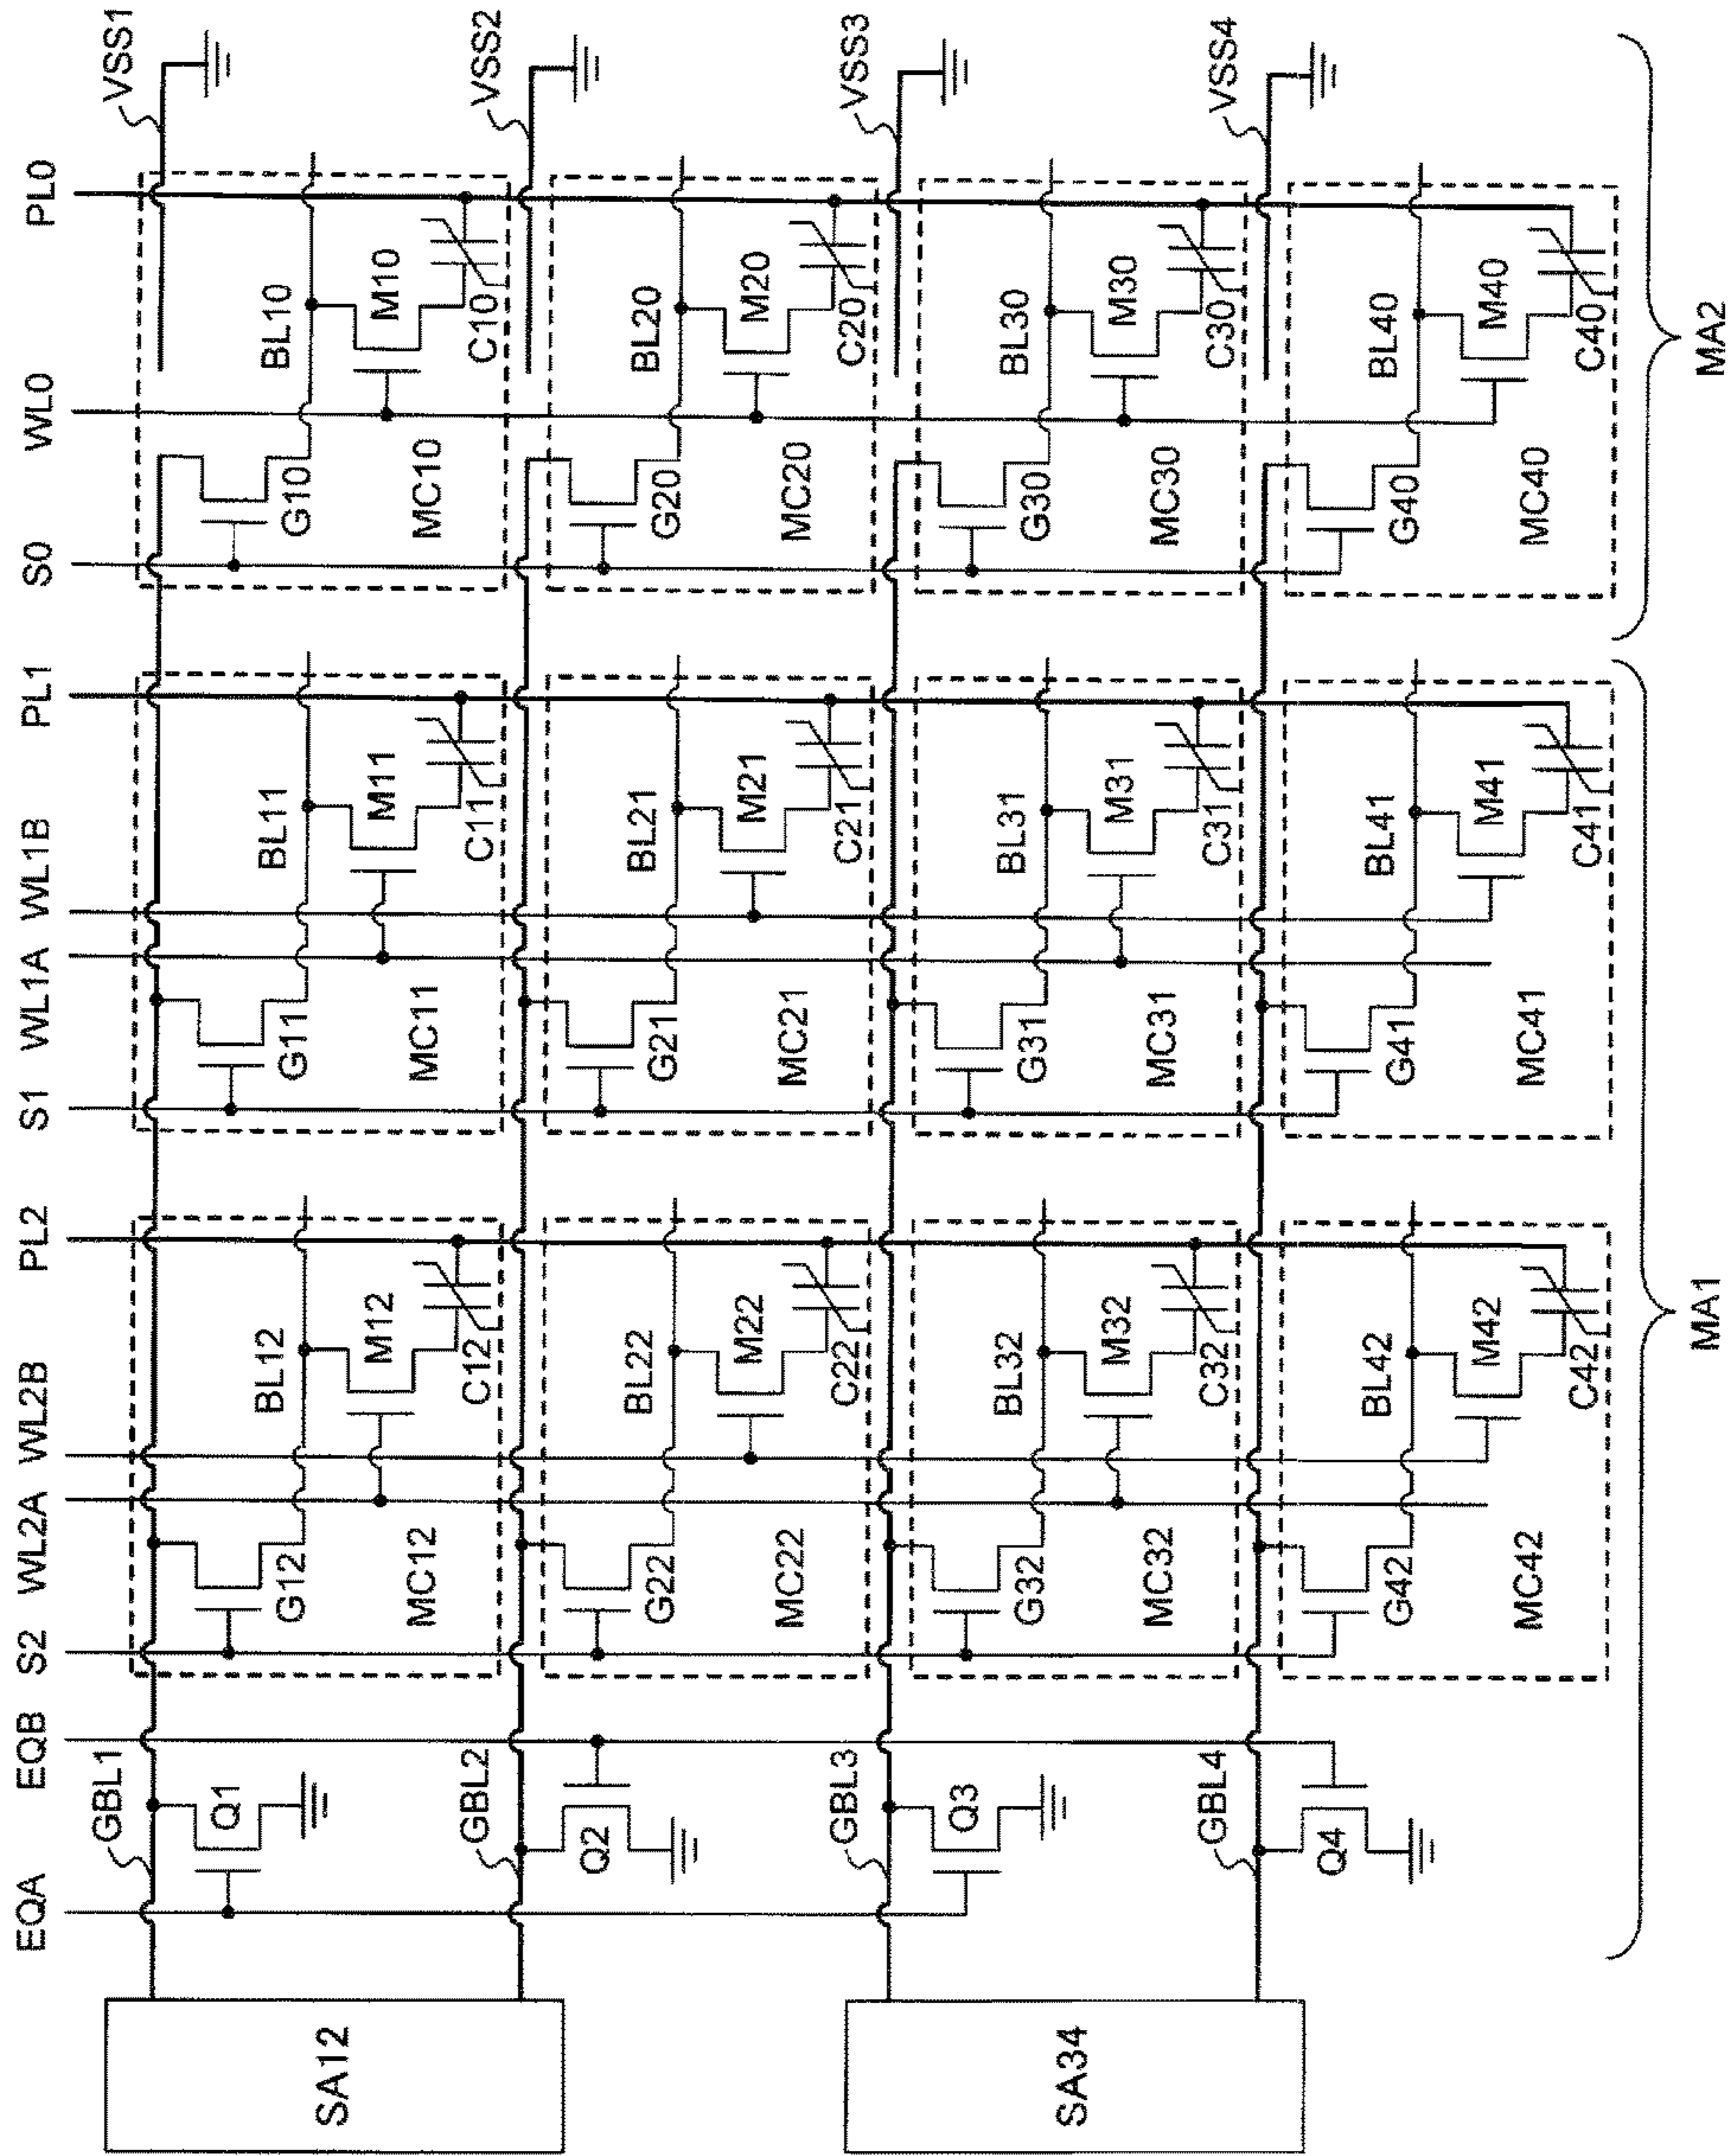 EQA EQB S2 WL2A WL2B PL2 S1 WL1A WL1B PL1 S0 WL0 PL0
GBL1 VSS1
Q1
G12 BL12 M12 C12 MC12
G11 BL11 M11 C11 MC11
G10 BL10 M10 C10 MC10
SA12
GBL2 VSS2
Q2
G22 BL22 M22 C22 MC22
G21 BL21 M21 C21 MC21
G20 BL20 M20 C20 MC20
GBL3 VSS3
Q3
G32 BL32 M32 C32 MC32
G31 BL31 M31 C31 MC31
G30 BL30 M30 C30 MC30
SA34
GBL4 VSS4
Q4
G42 BL42 M42 C42 MC42
G41 BL41 M41 C41 MC41
G40 BL40 M40 C40 MC40
MA1 MA2